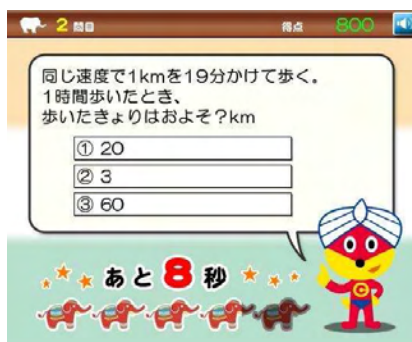 2 問目 得点 800
同じ速度で1kmを19分かけて歩く。
1時間歩いたとき、
歩いたきょりはおよそ?km
① 20
② 3
③ 60
あと8秒
C